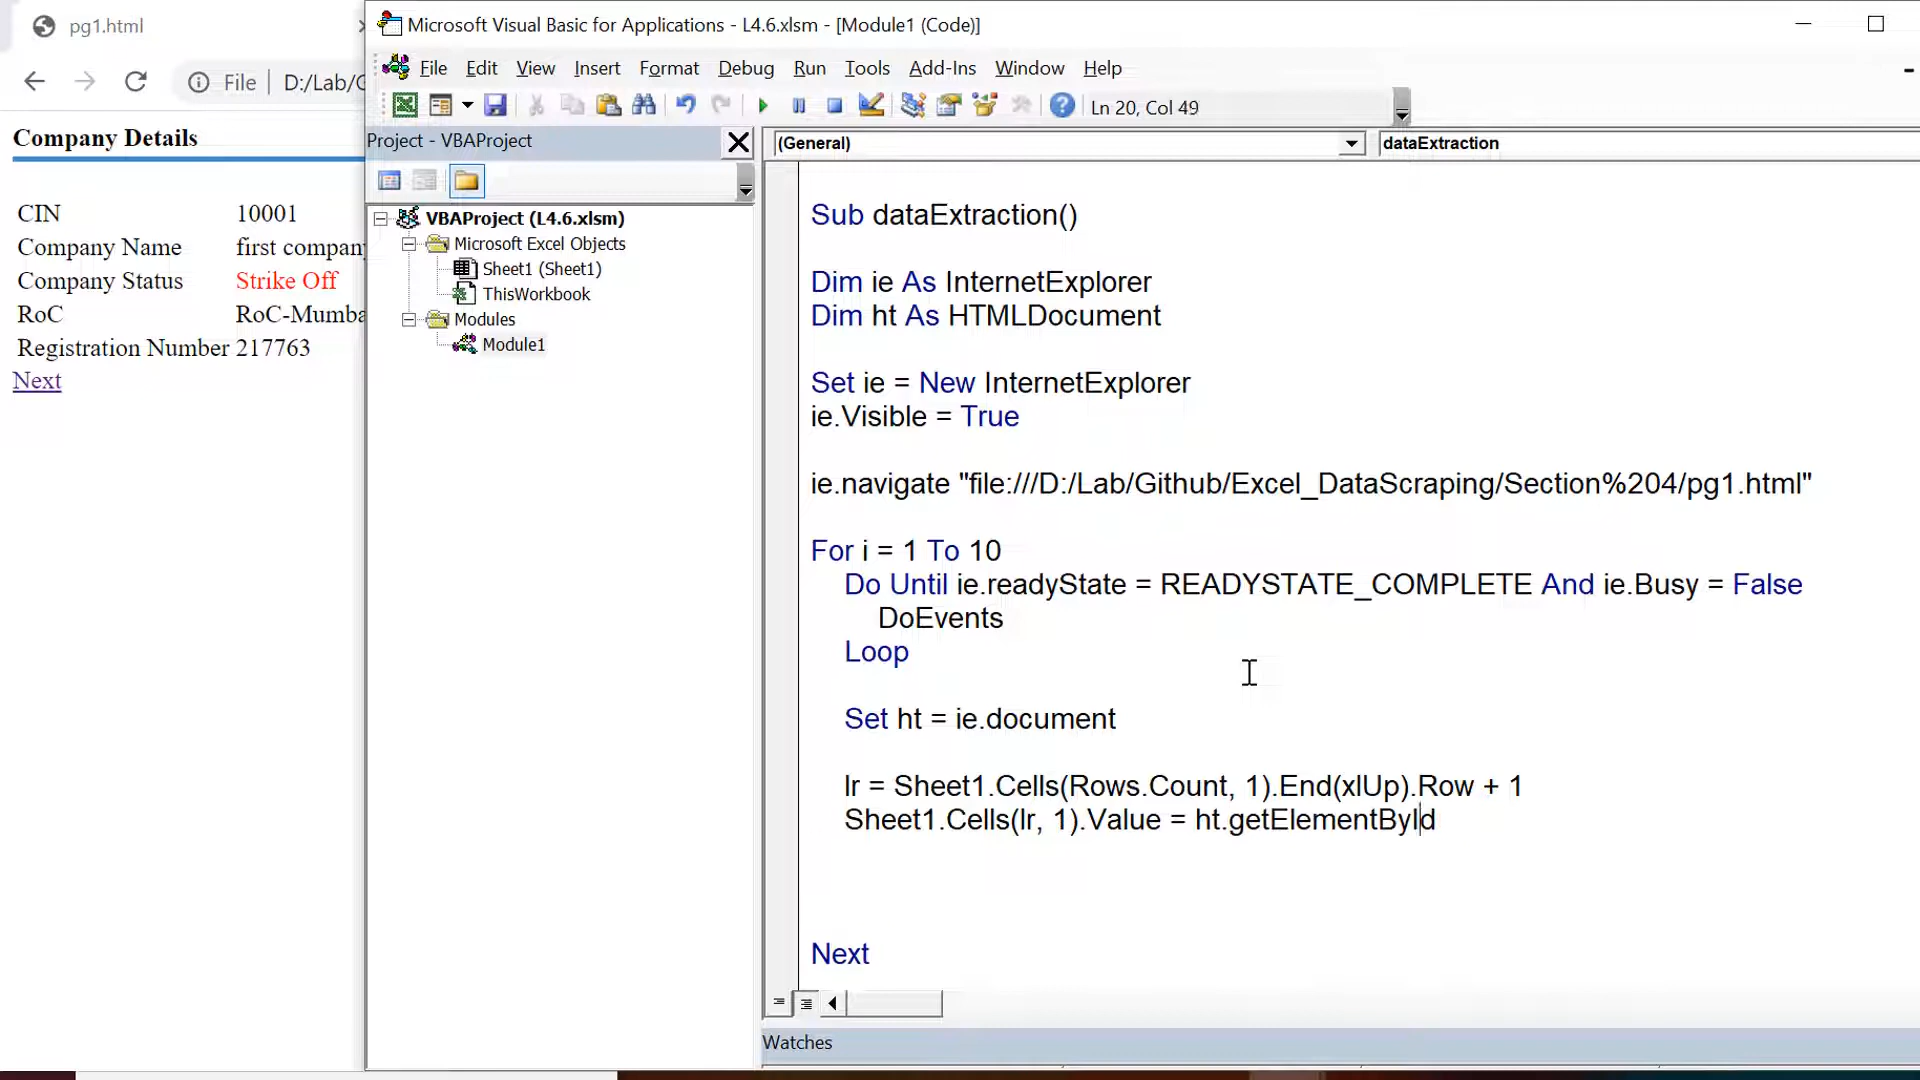 pg1.html
File | D:/Lab/G
Company Details
CIN 10001
Company Name first company
Company Status Strike Off
RoC RoC-Mumba
Registration Number 217763
Next
Microsoft Visual Basic for Applications - L4.6.xlsm - [Module1 (Code)]
File Edit View Insert Format Debug Run Tools Add-Ins Window Help
Ln 20, Col 49
Project - VBAProject
VBAProject (L4.6.xlsm)
Microsoft Excel Objects
Sheet1 (Sheet1)
ThisWorkbook
Modules
Module1
(General)
dataExtraction
Sub dataExtraction()
Dim ie As InternetExplorer
Dim ht As HTMLDocument
Set ie = New InternetExplorer
ie.Visible = True
ie.navigate "file:///D:/Lab/Github/Excel_DataScraping/Section%204/pg1.html"
For i = 1 To 10
Do Until ie.readyState = READYSTATE_COMPLETE And ie.Busy = False
DoEvents
Loop
Set ht = ie.document
lr = Sheet1.Cells(Rows.Count, 1).End(xlUp).Row + 1
Sheet1.Cells(lr, 1).Value = ht.getElementById
Next
Watches